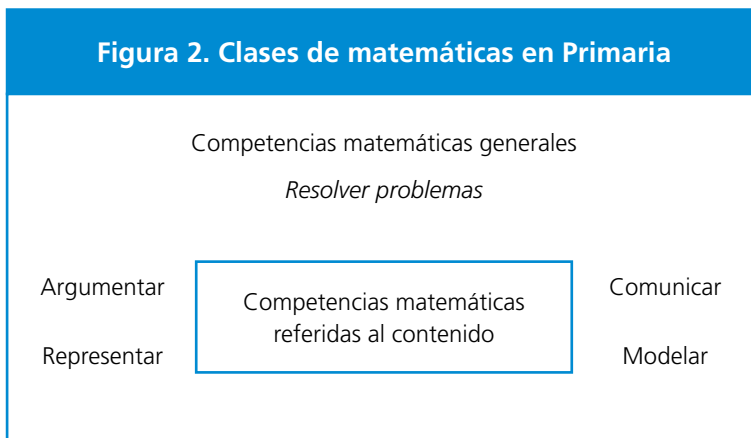 Figura 2. Clases de matemáticas en Primaria
Competencias matemáticas generales
Resolver problemas
Argumentar
Competencias matemáticas
referidas al contenido
Comunicar
Representar
Modelar